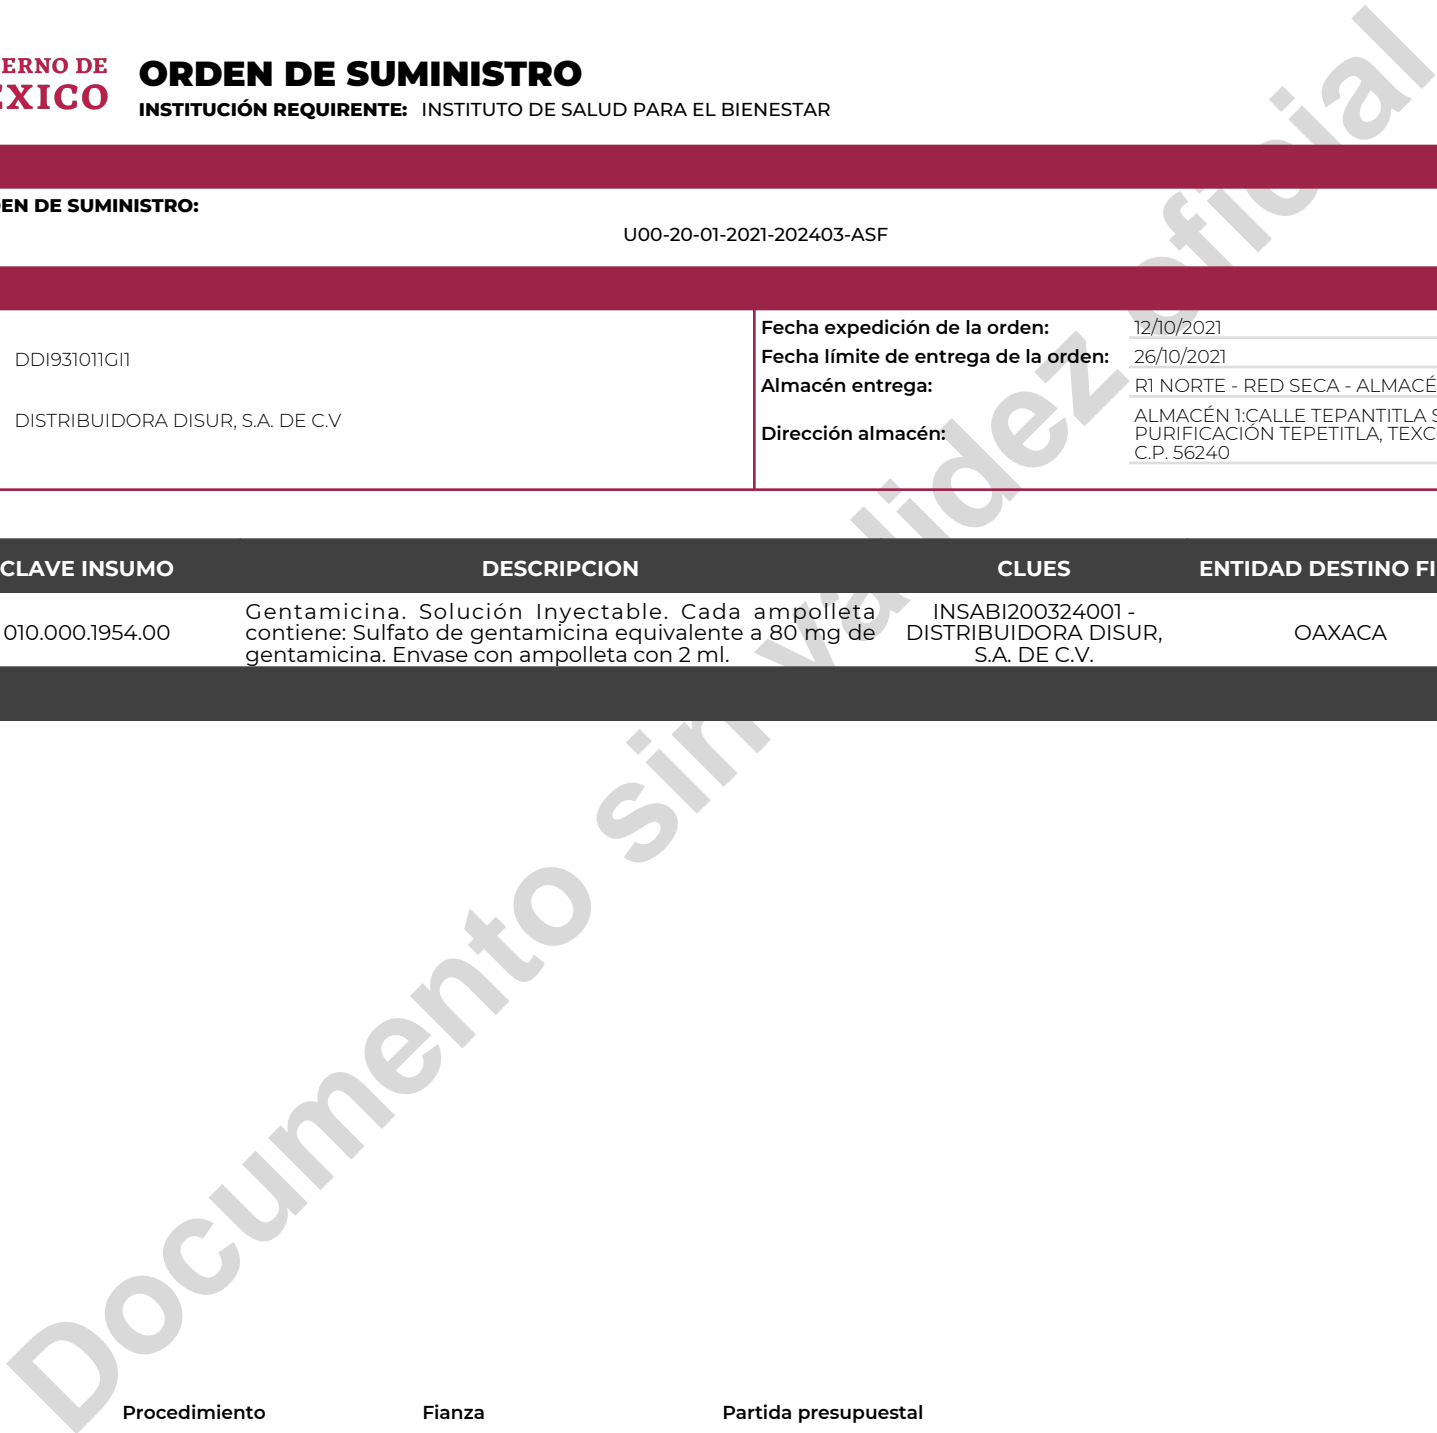 ERNO DE
EXICO
ORDEN DE SUMINISTRO
INSTITUCIÓN REQUIRENTE: INSTITUTO DE SALUD PARA EL BIENESTAR
EN DE SUMINISTRO:
U00-20-01-2021-202403-ASF
DDI931011GI1
DISTRIBUIDORA DISUR, S.A. DE C.V
Fecha expedición de la orden: 12/10/2021
Fecha límite de entrega de la orden: 26/10/2021
Almacén entrega: R1 NORTE - RED SECA - ALMACÉ
Dirección almacén:
ALMACÉN 1:CALLE TEPANTITLA S
PURIFICACIÓN TEPETITLA, TEXC
C.P. 56240
CLAVE INSUMO DESCRIPCION CLUES ENTIDAD DESTINO FI
010.000.1954.00
Gentamicina. Solución Inyectable. Cada ampolleta
contiene: Sulfato de gentamicina equivalente a 80 mg de
gentamicina. Envase con ampolleta con 2 ml.
INSABI200324001 -
DISTRIBUIDORA DISUR,
S.A. DE C.V.
OAXACA
Documento sin validez oficial
Procedimiento Fianza Partida presupuestal